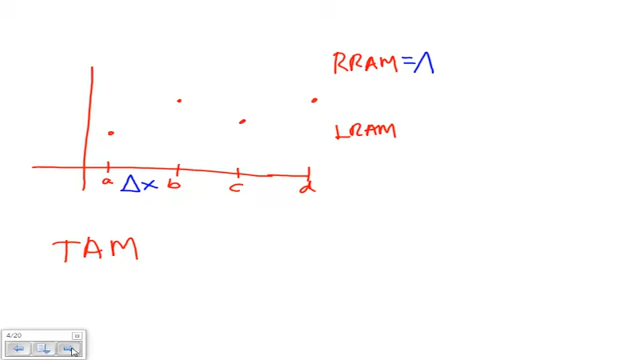 RRAM = Λ
LRAM
a Δx b c d
TAM
4/20